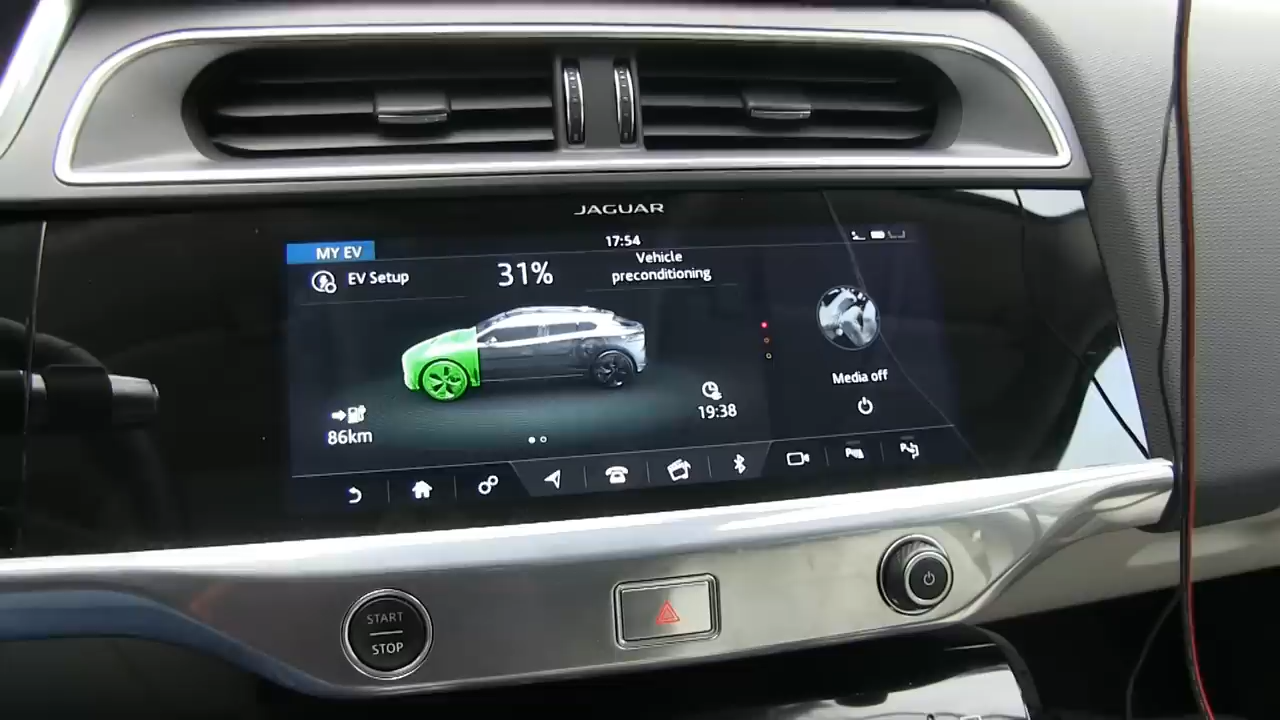 JAGUAR
17:54
MY EV
EV Setup
31%
Vehicle
preconditioning
86km
19:38
Media off
START
STOP